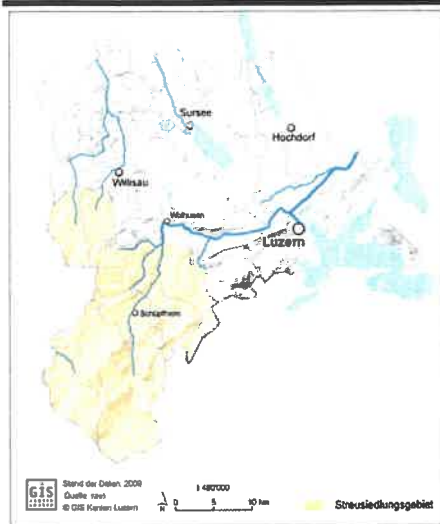 Sursee
Hochdorf
Willisau
Wolhusen
Luzern
Schüpfheim
GIS
Stand der Daten: 2009
Quelle: rawi
© GIS Kanton Luzern
1:480'000
N 0 5 10 km
Streusiedlungsgebiet